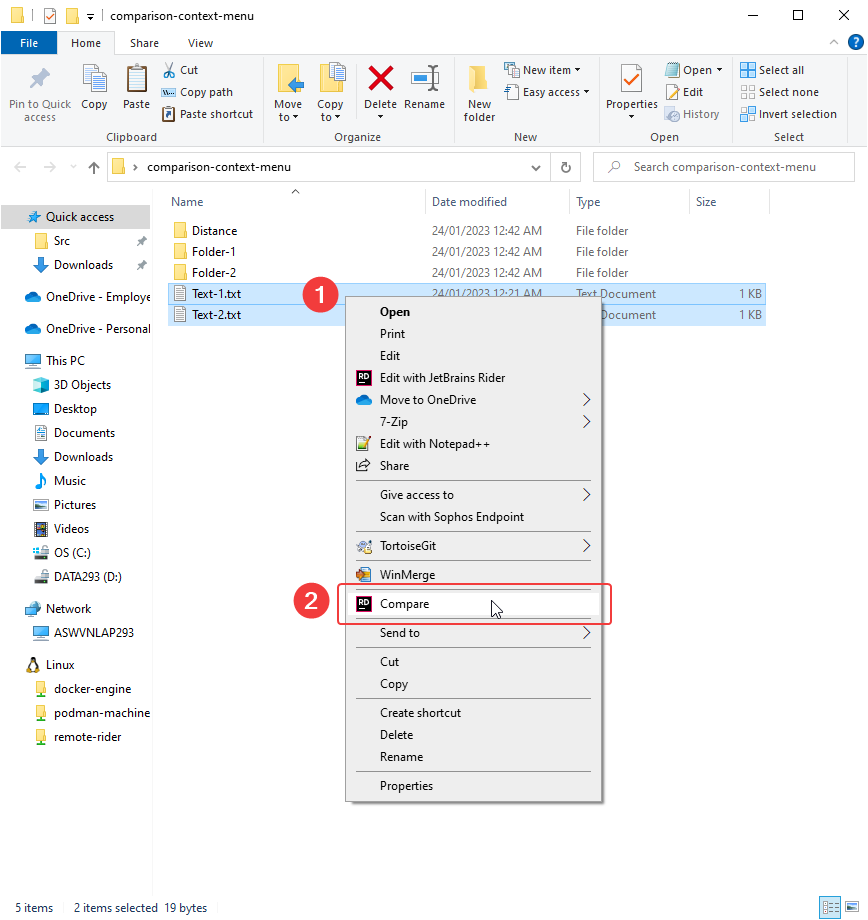 comparison-context-menu
File Home Share View
Pin to Quick access
Copy
Paste
Cut
Copy path
Paste shortcut
Clipboard
Move to
Copy to
Delete
Rename
Organize
New folder
New item
Easy access
New
Properties
Open
Edit
History
Open
Select all
Select none
Invert selection
Select
comparison-context-menu
Search comparison-context-menu
Quick access
Src
Downloads
OneDrive - Employe
OneDrive - Personal
This PC
3D Objects
Desktop
Documents
Downloads
Music
Pictures
Videos
OS (C:)
DATA293 (D:)
Network
ASWVNLAP293
Linux
docker-engine
podman-machine
remote-rider
Name Date modified Type Size
Distance 24/01/2023 12:42 AM File folder
Folder-1 24/01/2023 12:42 AM File folder
Folder-2 24/01/2023 12:42 AM File folder
Text-1.txt 24/01/2023 12:21 AM Text Document 1 KB
Text-2.txt Document 1 KB
1
Open
Print
Edit
RD Edit with JetBrains Rider
Move to OneDrive
7-Zip
Edit with Notepad++
Share
Give access to
Scan with Sophos Endpoint
TortoiseGit
WinMerge
2
RD Compare
Send to
Cut
Copy
Create shortcut
Delete
Rename
Properties
5 items 2 items selected 19 bytes